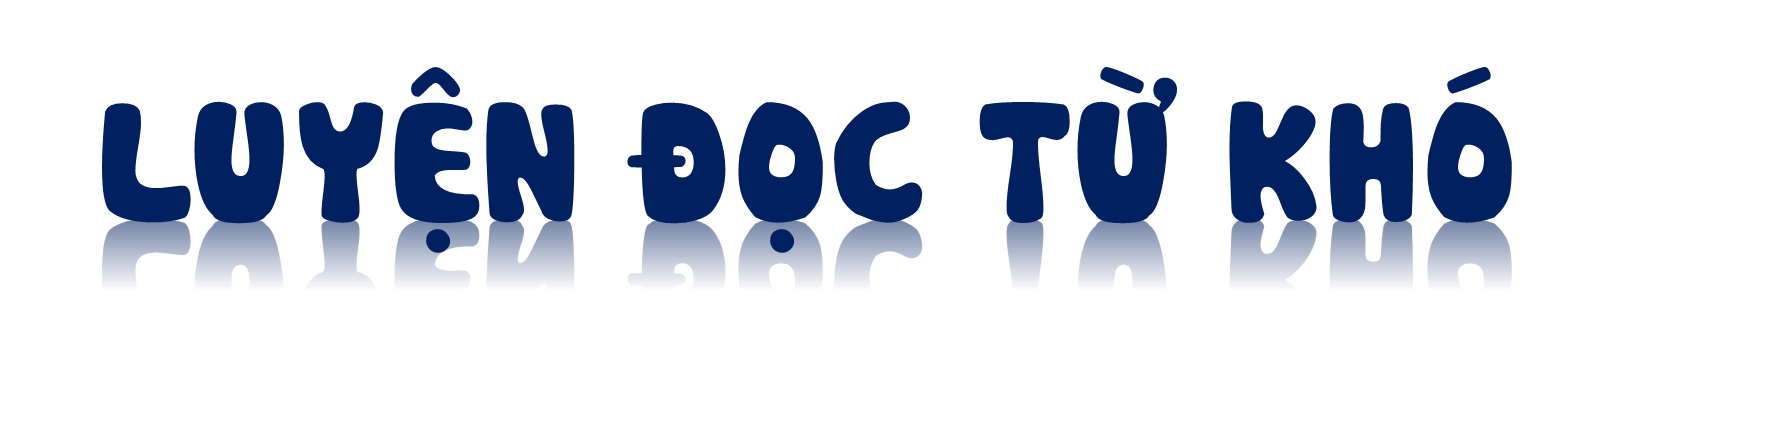 LUYỆN ĐỌC TỪ KHÓ